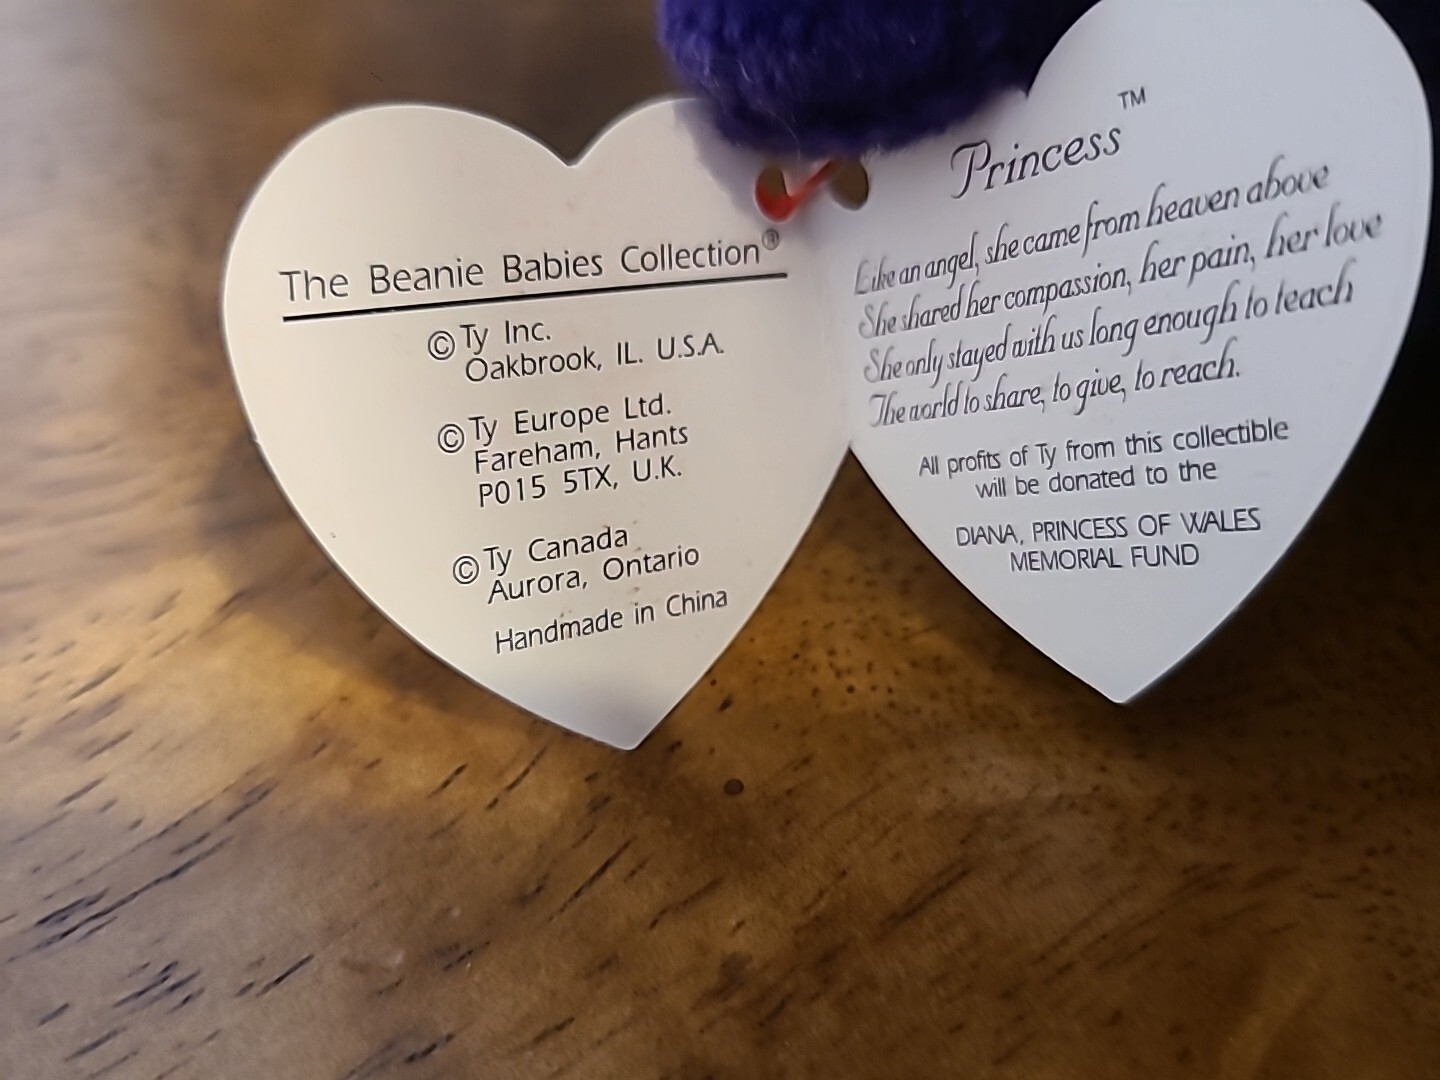 The Beanie Babies Collection®
© Ty Inc.
Oakbrook, IL. U.S.A.
© Ty Europe Ltd.
Fareham, Hants
P015 5TX, U.K.
© Ty Canada
Aurora, Ontario
Handmade in China
Princess™
Like an angel, she came from heaven above
She shared her compassion, her pain, her love
She only stayed with us long enough to teach
The world to share, to give, to reach.
All profits of Ty from this collectible
will be donated to the
DIANA, PRINCESS OF WALES
MEMORIAL FUND